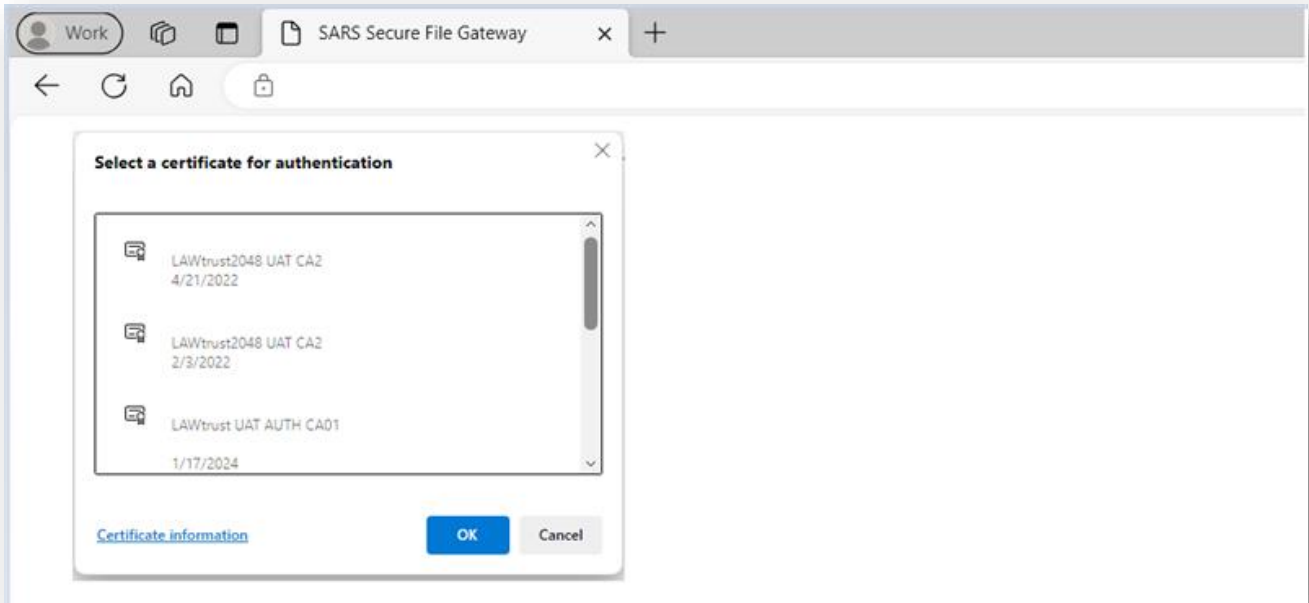 Work
SARS Secure File Gateway
Select a certificate for authentication
LAWtrust2048 UAT CA2
4/21/2022
LAWtrust2048 UAT CA2
2/3/2022
LAWtrust UAT AUTH CA01
1/17/2024
Certificate information
OK
Cancel